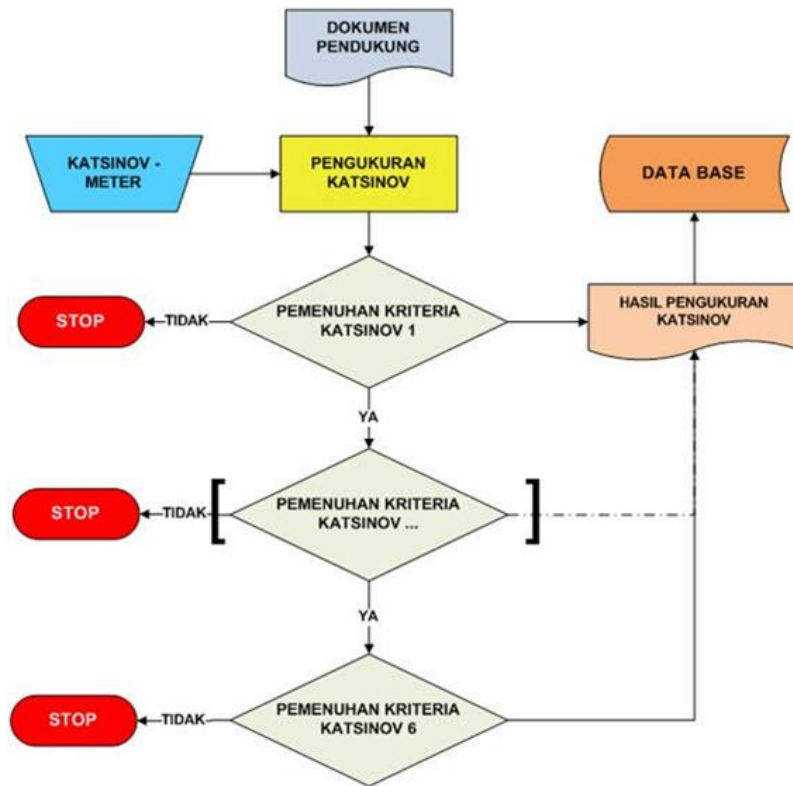 DOKUMEN
PENDUKUNG
KATSINOV -
METER
PENGUKURAN
KATSINOV
DATA BASE
STOP
TIDAK
PEMENUHAN KRITERIA
KATSINOV 1
HASIL PENGUKURAN
KATSINOV
YA
STOP
TIDAK
[
PEMENUHAN KRITERIA
KATSINOV ...
]
YA
STOP
TIDAK
PEMENUHAN KRITERIA
KATSINOV 6